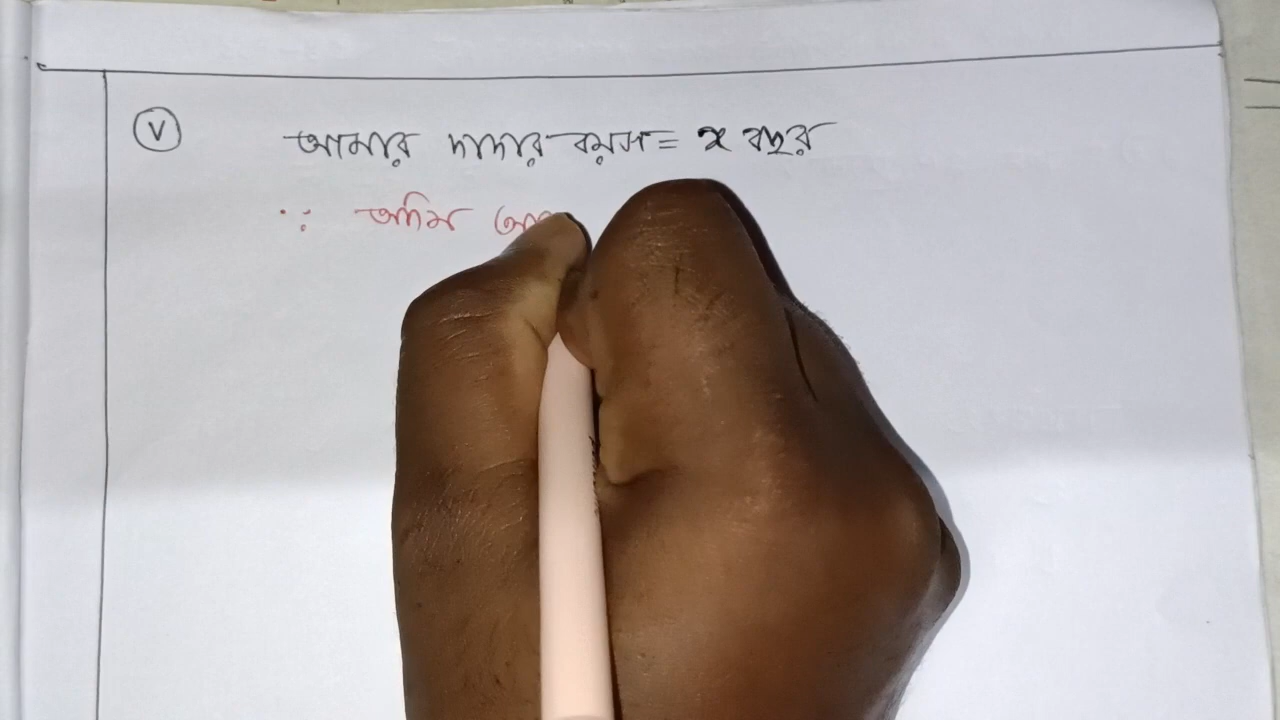 (v) আমার দাদার বয়স = x বছর
∵ আমি